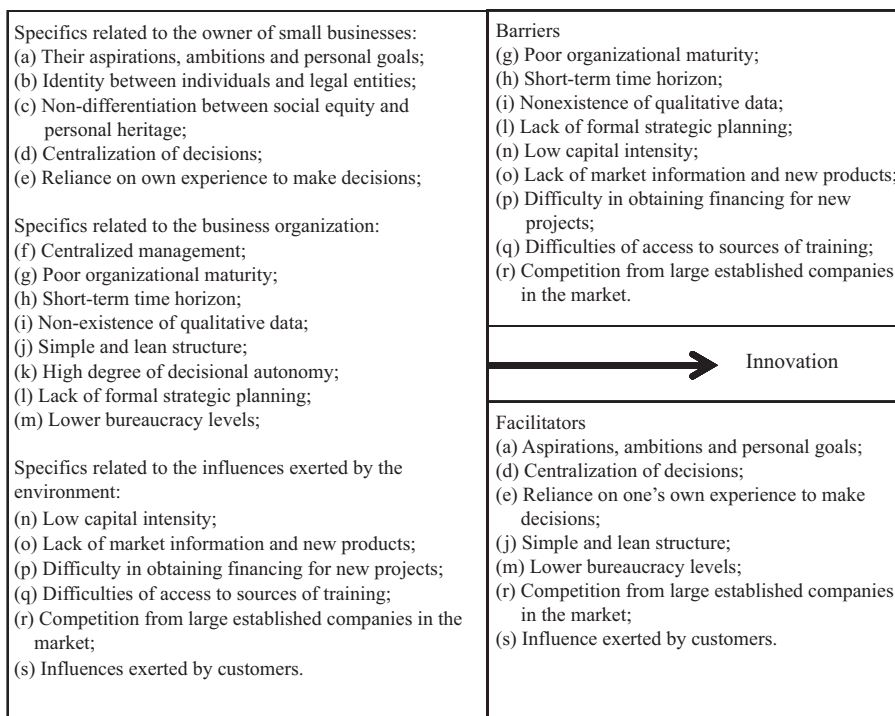 Specifics related to the owner of small businesses:
(a) Their aspirations, ambitions and personal goals;
(b) Identity between individuals and legal entities;
(c) Non-differentiation between social equity and
personal heritage;
(d) Centralization of decisions;
(e) Reliance on own experience to make decisions;
Specifics related to the business organization:
(f) Centralized management;
(g) Poor organizational maturity;
(h) Short-term time horizon;
(i) Non-existence of qualitative data;
(j) Simple and lean structure;
(k) High degree of decisional autonomy;
(l) Lack of formal strategic planning;
(m) Lower bureaucracy levels;
Specifics related to the influences exerted by the
environment:
(n) Low capital intensity;
(o) Lack of market information and new products;
(p) Difficulty in obtaining financing for new projects;
(q) Difficulties of access to sources of training;
(r) Competition from large established companies in the
market;
(s) Influences exerted by customers.
Barriers
(g) Poor organizational maturity;
(h) Short-term time horizon;
(i) Nonexistence of qualitative data;
(l) Lack of formal strategic planning;
(n) Low capital intensity;
(o) Lack of market information and new products;
(p) Difficulty in obtaining financing for new
projects;
(q) Difficulties of access to sources of training;
(r) Competition from large established companies
in the market.
Innovation
Facilitators
(a) Aspirations, ambitions and personal goals;
(d) Centralization of decisions;
(e) Reliance on one's own experience to make
decisions;
(j) Simple and lean structure;
(m) Lower bureaucracy levels;
(r) Competition from large established companies
in the market;
(s) Influence exerted by customers.